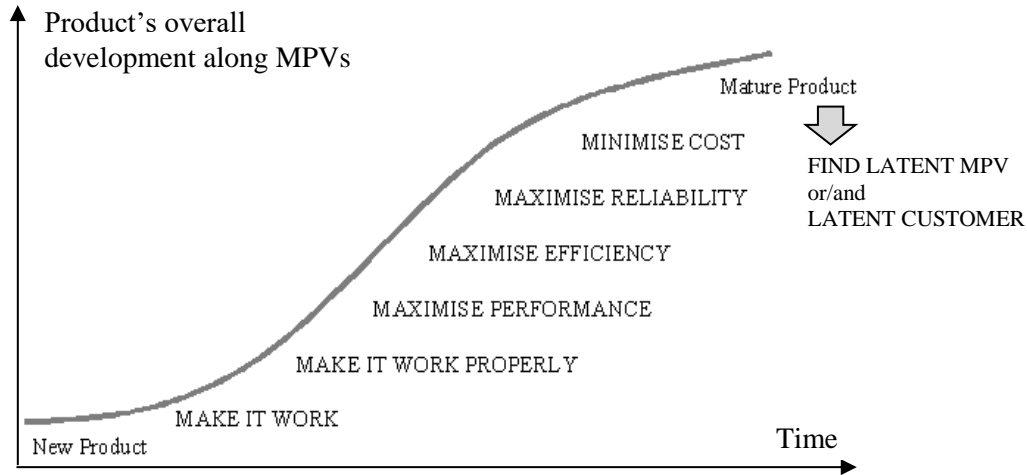 Product's overall
development along MPVs
Mature Product
MINIMISE COST
FIND LATENT MPV
or/and
LATENT CUSTOMER
MAXIMISE RELIABILITY
MAXIMISE EFFICIENCY
MAXIMISE PERFORMANCE
MAKE IT WORK PROPERLY
MAKE IT WORK
New Product
Time